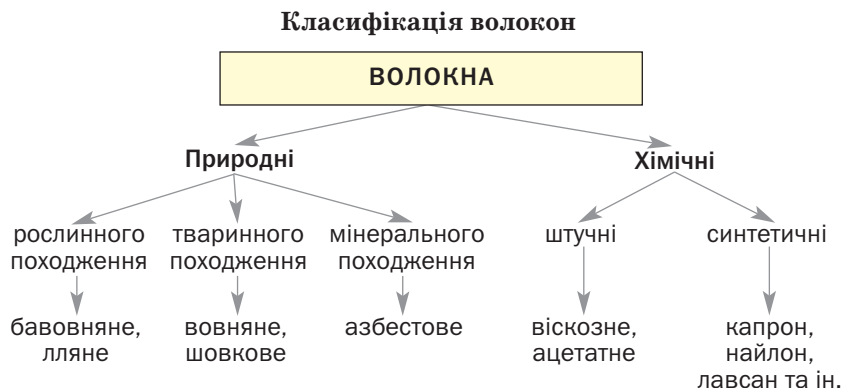 Класифікація волокон
ВОЛОКНА
Природні
Хімічні
рослинного походження
тваринного походження
мінерального походження
штучні
синтетичні
бавовняне,
лляне
вовняне,
шовкове
азбестове
віскозне,
ацетатне
капрон,
найлон,
лавсан та ін.